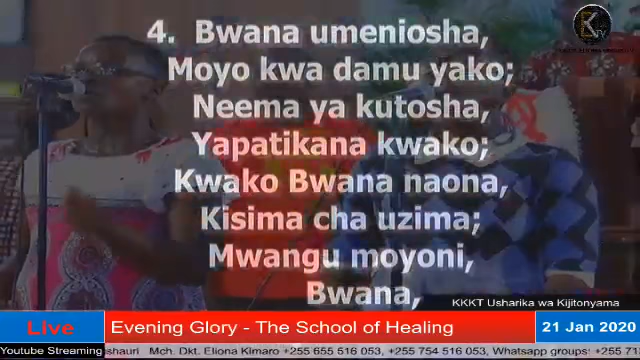 4. Bwana umeniosha,
Moyo kwa damu yako;
Neema ya kutosha,
Yapatikana kwako;
Kwako Bwana naona,
Kisima cha uzima;
Mwangu moyoni,
Bwana,
KKKT Usharika wa Kijitonyama
Live Evening Glory - The School of Healing 21 Jan 2020
Youtube Streaming shauri Mch. Dkt. Eliona Kimaro +255 655 516 053, +255 754 516 053, Whatsapp groups: +2